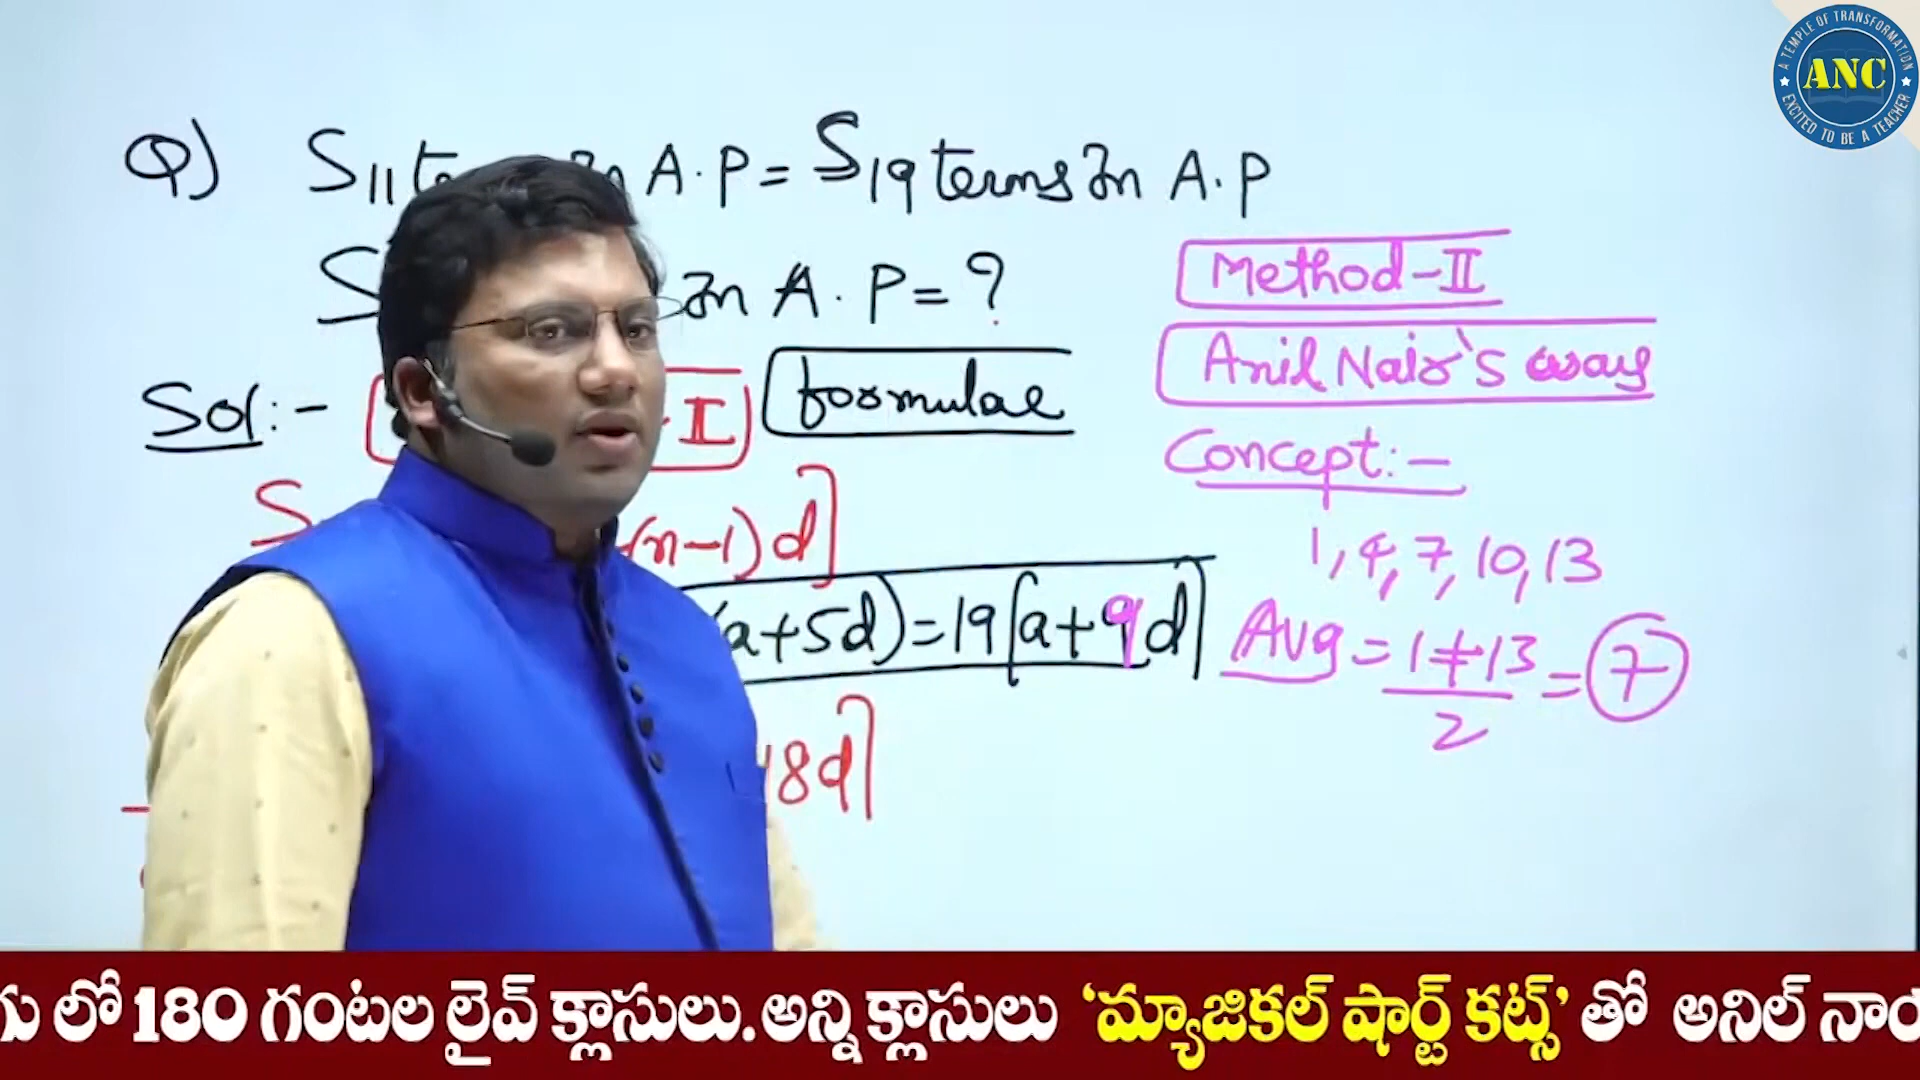 A TEMPLE OF TRANSFORMATION
ANC
EXCITED TO BE A TEACHER
Q) S11 A.P = S19 terms In A.P
S In A.P = ?
Method-II
Anil Nair's way
Sol:- I formulae
Concept:-
S (n-1)d]
1, 4, 7, 10, 13
a+5d) = 19[a+9d]
Avg = 1+13 = 7
2
18d]
లో 180 గంటల లైవ్ క్లాసులు. అన్ని క్లాసులు 'మ్యాజికల్ షార్ట్ కట్స్' తో అనిల్